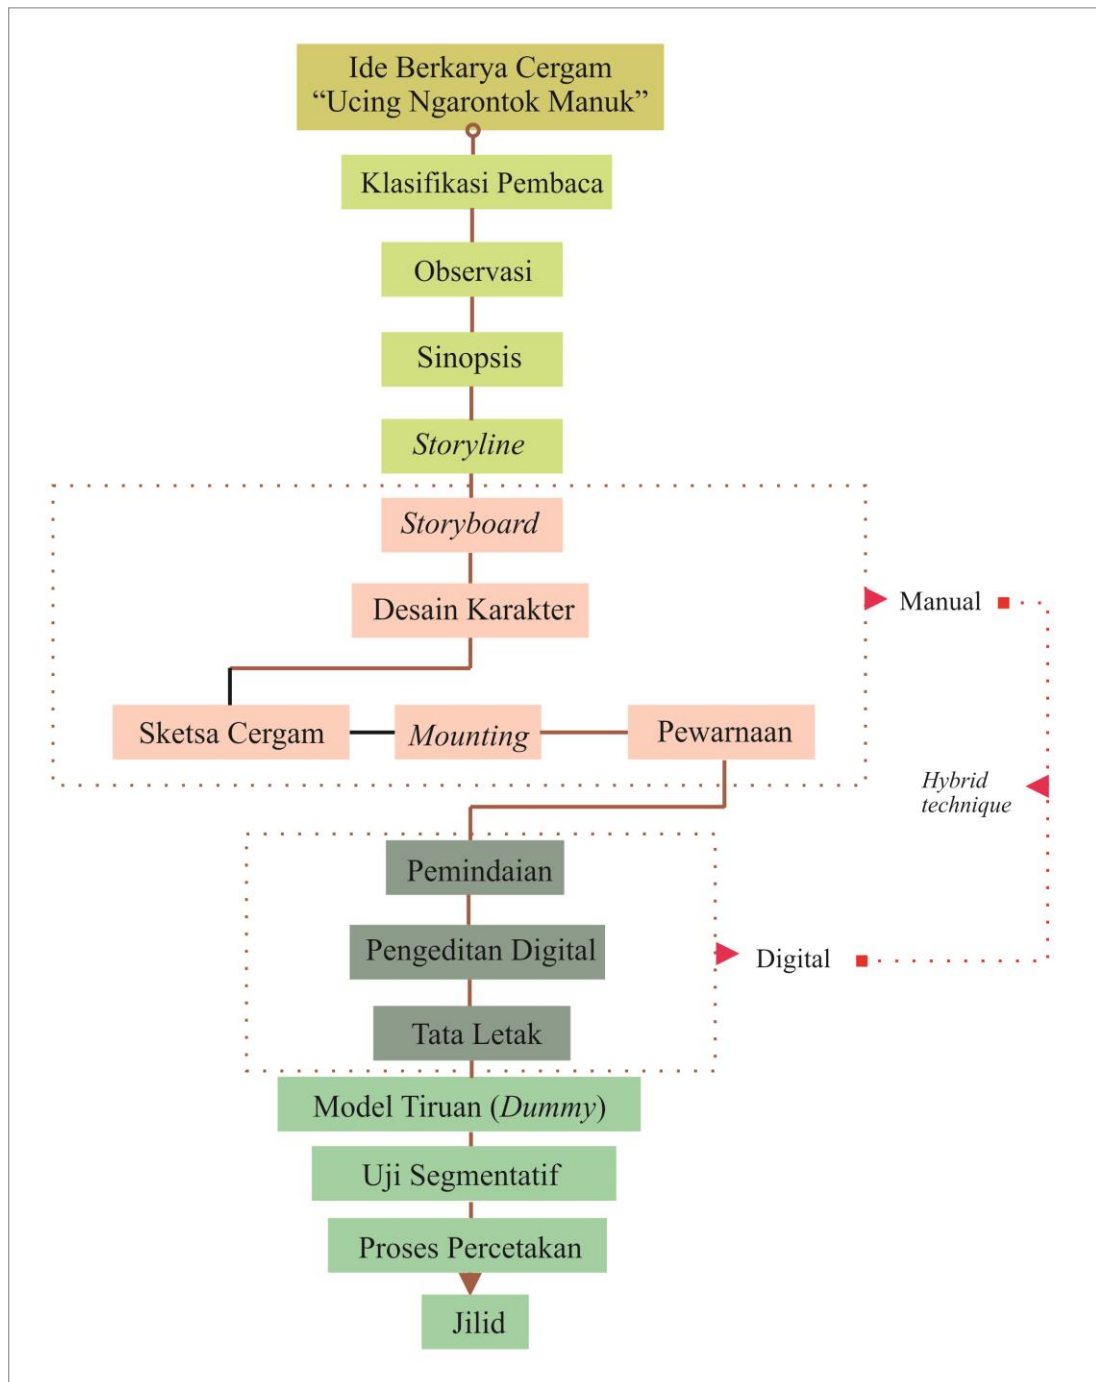 Ide Berkarya Cergam
“Ucing Ngarontok Manuk”
Klasifikasi Pembaca
Observasi
Sinopsis
Storyline
Storyboard
Desain Karakter
Manual
Sketsa Cergam
Mounting
Pewarnaan
Hybrid
technique
Pemindaian
Pengeditan Digital
Digital
Tata Letak
Model Tiruan (Dummy)
Uji Segmentatif
Proses Percetakan
Jilid